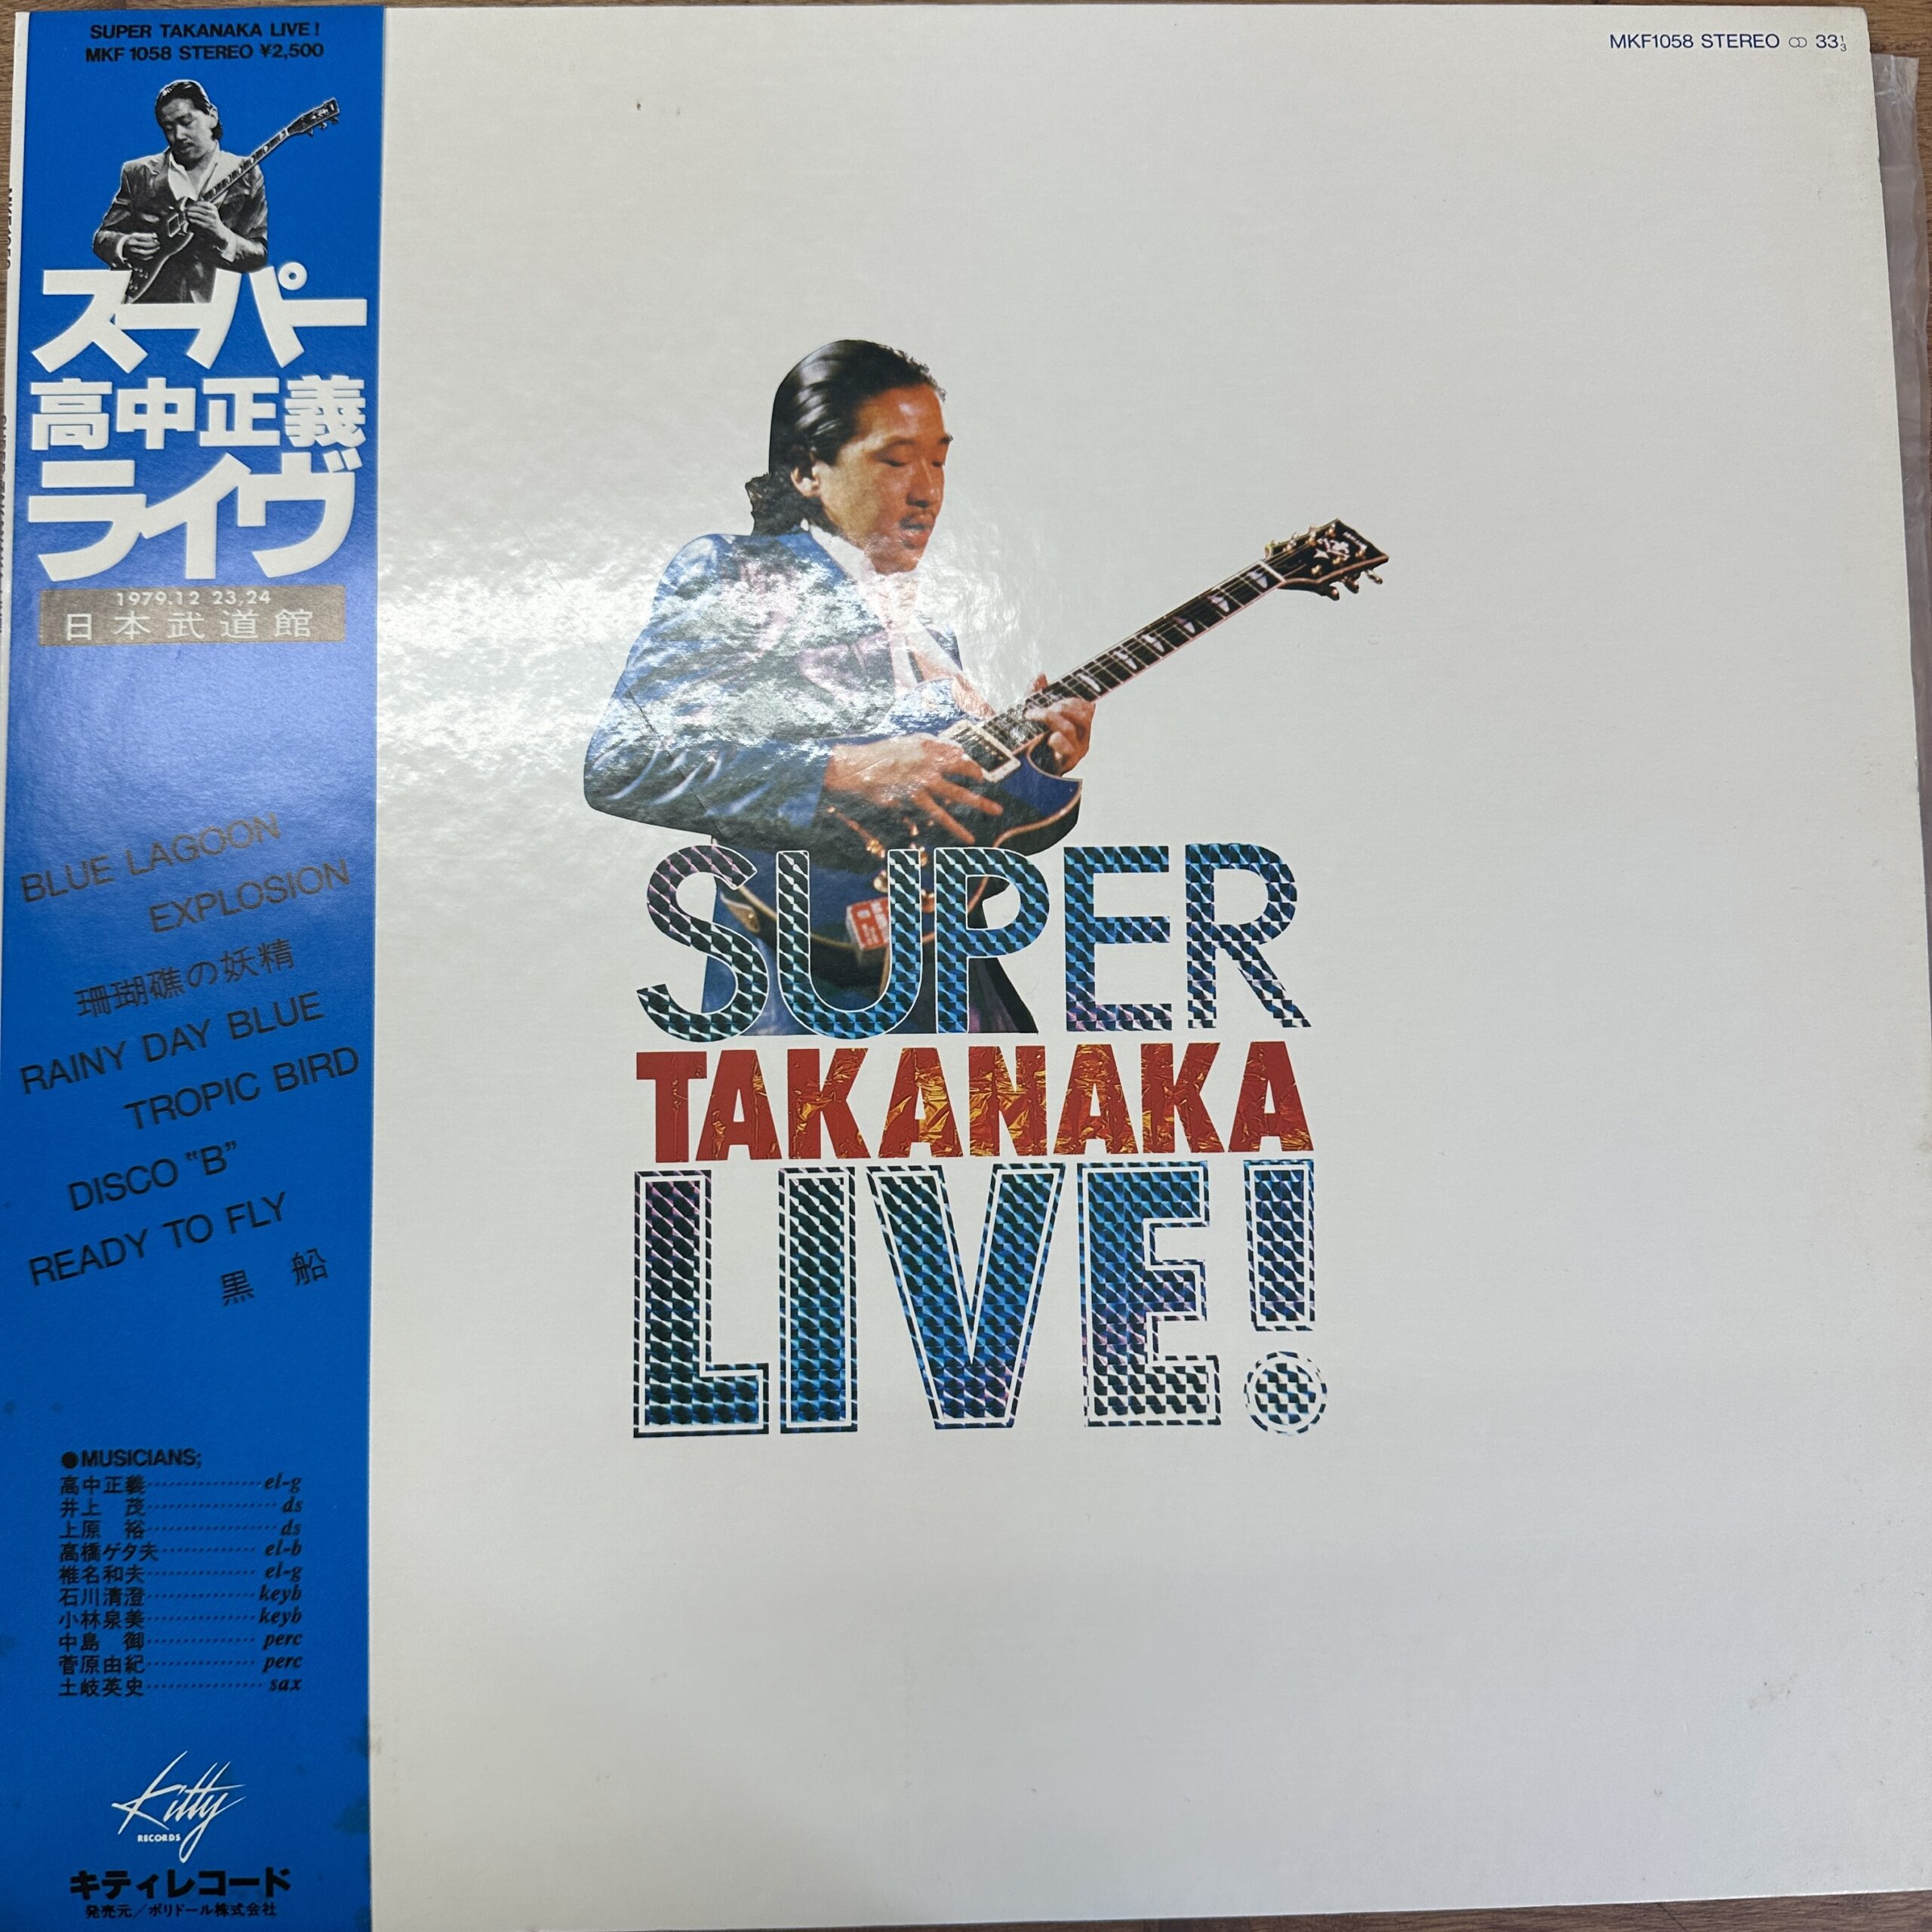 SUPER TAKANAKA LIVE!
MKF 1058 STEREO ¥2,500
スーパー
高中正義
ライヴ
1979.12 23,24
日本武道館
BLUE LAGOON
EXPLOSION
珊瑚礁の妖精
RAINY DAY BLUE
TROPIC BIRD
DISCO “B”
READY TO FLY
黒船
●MUSICIANS;
高中正義 el-g
井上 茂 ds
上原 裕 ds
高橋ゲタ夫 el-b
椎名和夫 el-g
石川清澄 keyb
小林泉美 keyb
中島 御 perc
菅原由紀 perc
土岐英史 sax
Kitty
RECORDS
キティレコード
発売元/ポリドール株式会社
MKF1058 STEREO 33 1/3
SUPER
TAKANAKA
LIVE!